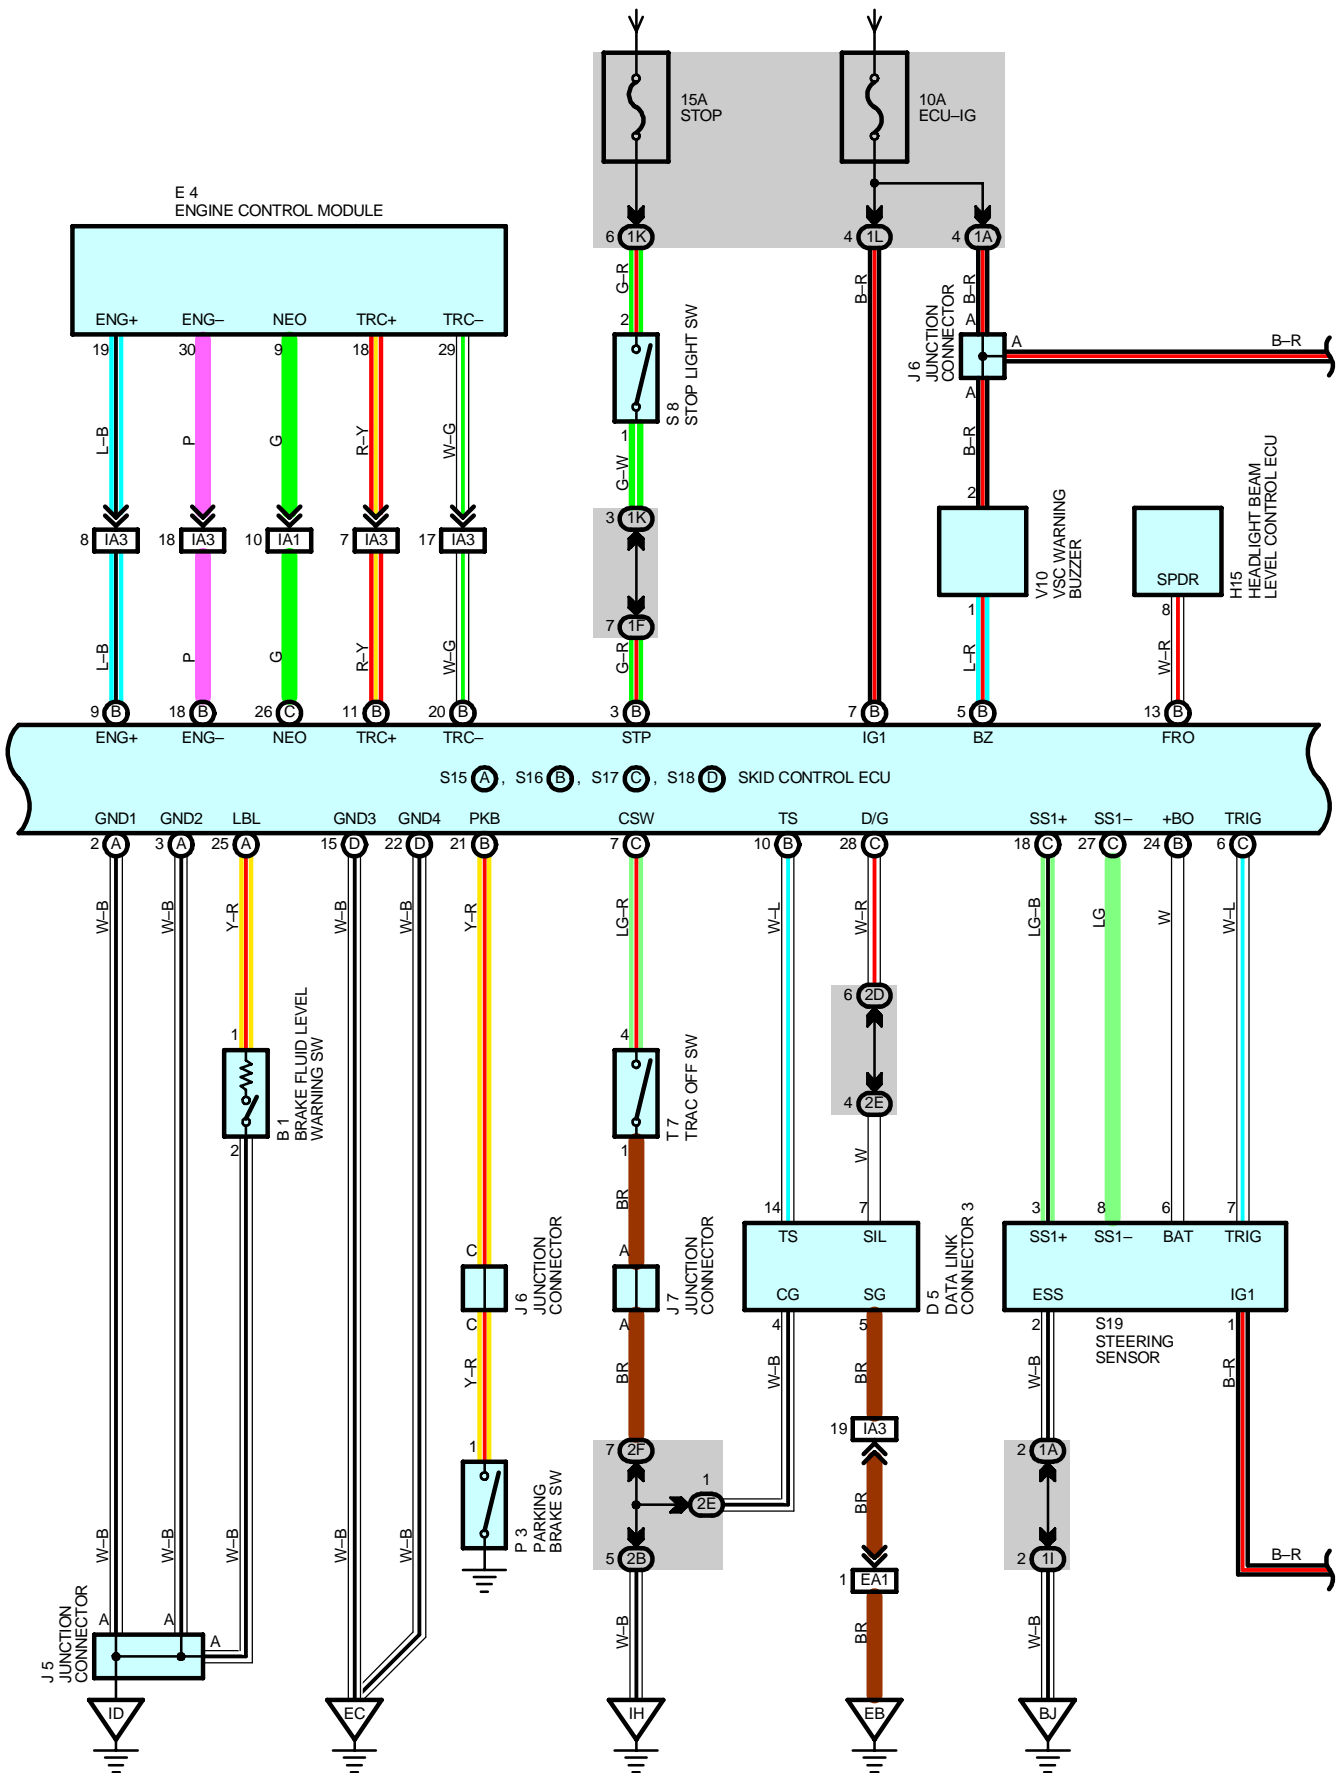 15A
STOP
10A
ECU–IG
E 4
ENGINE CONTROL MODULE
ENG+ ENG– NEO TRC+ TRC–
19 30 9 18 29
6 1K 4 1L 4 1A
G–R
B–R
B–R
2
A
A
B–R
A
J 6
JUNCTION
CONNECTOR
S 8
STOP LIGHT SW
1
L–B
P
G
R–Y
W–G
G–W
B–R
2
3 1K
8 IA3 18 IA3 10 IA1 7 IA3 17 IA3
V10
VSC WARNING
BUZZER
SPDR
H15
HEADLIGHT BEAM
LEVEL CONTROL ECU
1
8
7 1F
L–B
P
G
R–Y
W–G
G–R
L–R
W–R
9 B 18 B 26 C 11 B 20 B 3 B 7 B 5 B 13 B
ENG+ ENG– NEO TRC+ TRC– STP IG1 BZ FRO
S15 A , S16 B , S17 C , S18 D SKID CONTROL ECU
GND1 GND2 LBL GND3 GND4 PKB CSW TS D/G SS1+ SS1– +BO TRIG
2 A 3 A 25 A 15 D 22 D 21 B 7 C 10 B 28 C 18 C 27 C 24 B 6 C
W–B
W–B
Y–R
W–B
W–B
Y–R
LG–R
W–L
W–R
LG–B
LG
W
W–L
6 2D
4 2E
1
B 1
BRAKE FLUID LEVEL
WARNING SW
2
4
T 7
TRAC OFF SW
1
W
BR
14 7 3 8 6 7
TS SIL
CG SG
D 5
DATA LINK
CONNECTOR 3
SS1+ SS1– BAT TRIG
ESS IG1
C
J 6
JUNCTION
CONNECTOR
C
A
J 7
JUNCTION
CONNECTOR
A
4 5 2 1
S19
STEERING
SENSOR
Y–R
BR
W–B
BR
W–B
B–R
19 IA3
1
P 3
PARKING
BRAKE SW
7 2F
1
2E
5 2B
BR
2 1A
2 1I
B–R
1 EA1
W–B
W–B
W–B
W–B
W–B
A
A
A
J 5
JUNCTION
CONNECTOR
W–B
BR
W–B
ID EC IH EB BJ